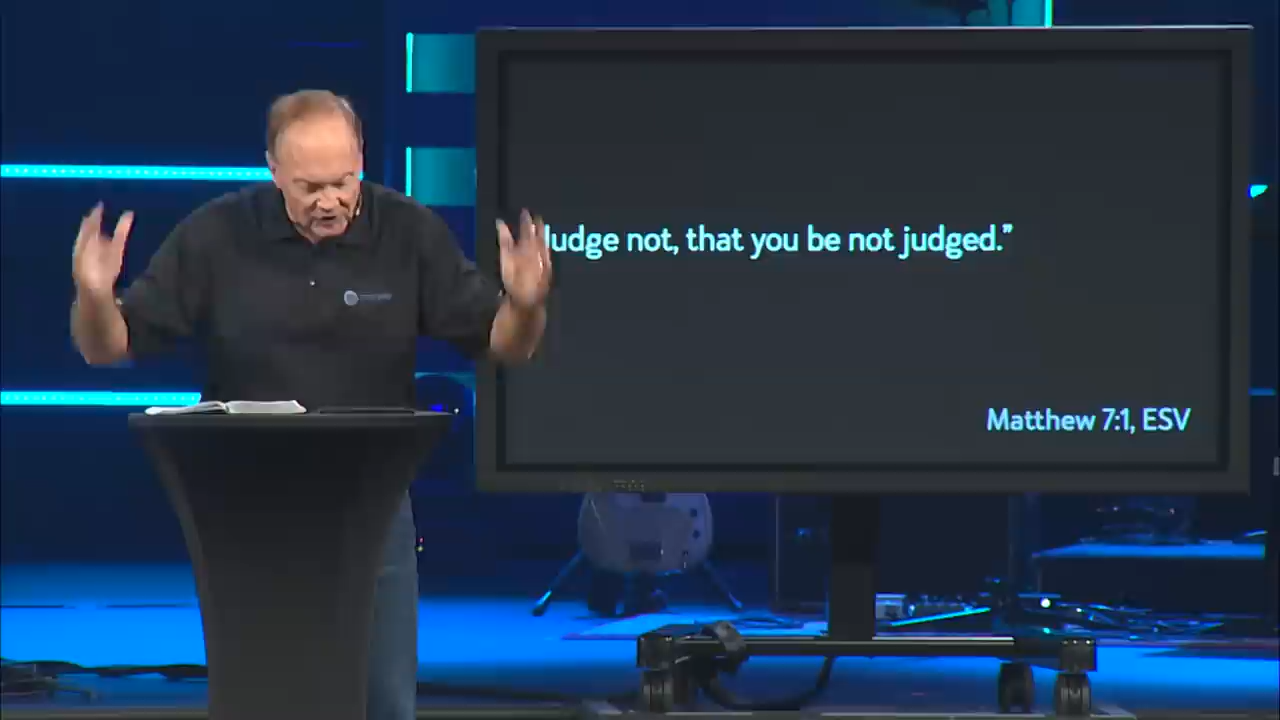 Judge not, that you be not judged.”
Matthew 7:1, ESV